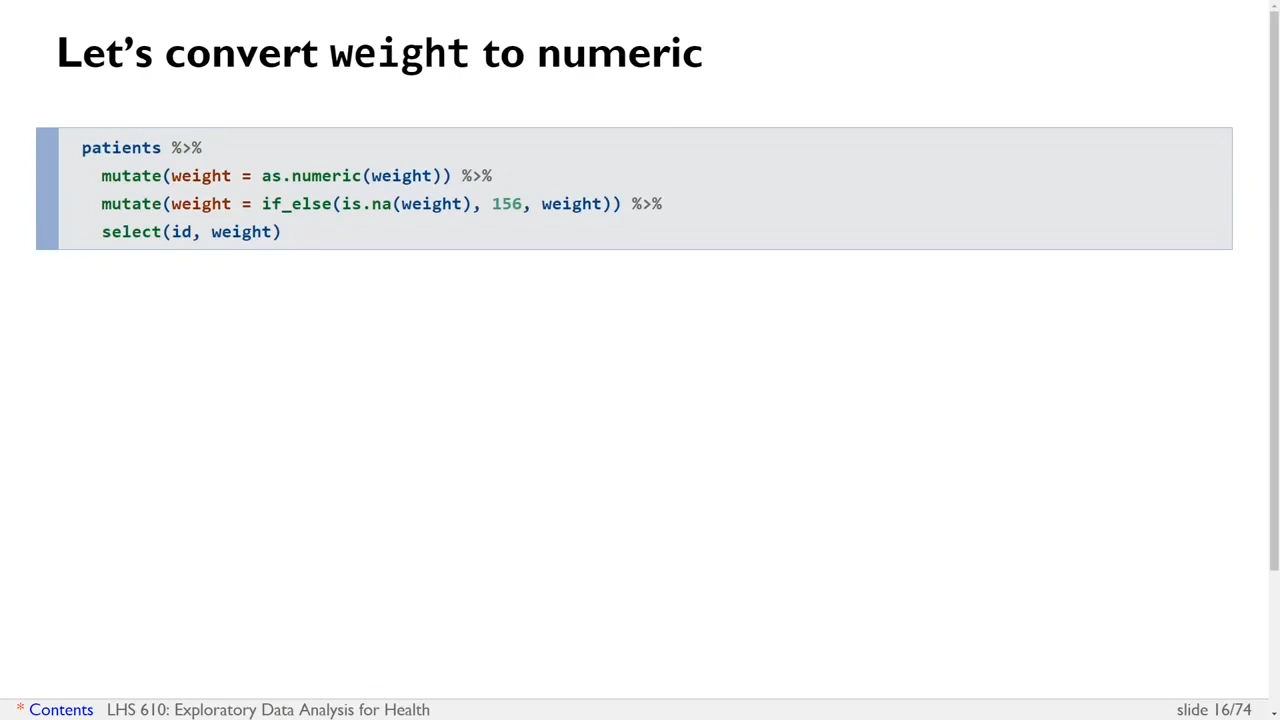 Let’s convert weight to numeric
patients %>%
mutate(weight = as.numeric(weight)) %>%
mutate(weight = if_else(is.na(weight), 156, weight)) %>%
select(id, weight)
* Contents LHS 610: Exploratory Data Analysis for Health slide 16/74